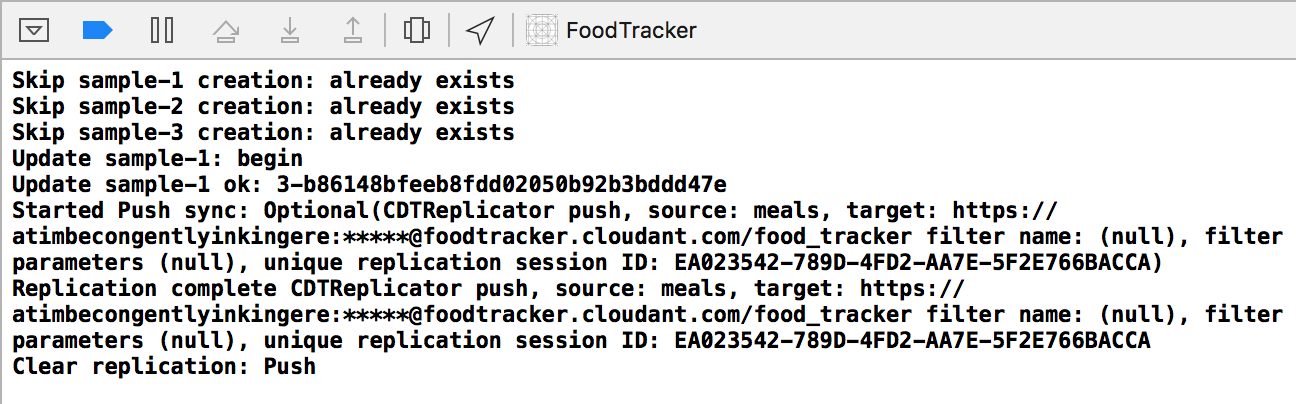 FoodTracker
Skip sample-1 creation: already exists
Skip sample-2 creation: already exists
Skip sample-3 creation: already exists
Update sample-1: begin
Update sample-1 ok: 3-b86148bfeeb8fdd02050b92b3bddd47e
Started Push sync: Optional(CDTReplicator push, source: meals, target: https://
atimbecongentlyinkingere:*****@foodtracker.cloudant.com/food_tracker filter name: (null), filter
parameters (null), unique replication session ID: EA023542-789D-4FD2-AA7E-5F2E766BACCA)
Replication complete CDTReplicator push, source: meals, target: https://
atimbecongentlyinkingere:*****@foodtracker.cloudant.com/food_tracker filter name: (null), filter
parameters (null), unique replication session ID: EA023542-789D-4FD2-AA7E-5F2E766BACCA
Clear replication: Push